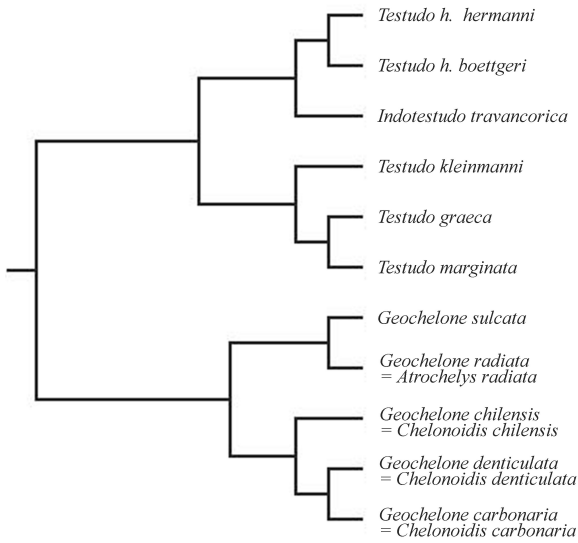 Testudo h. hermanni
Testudo h. boettgeri
Indotestudo travancorica
Testudo kleinmanni
Testudo graeca
Testudo marginata
Geochelone sulcata
Geochelone radiata
= Atrochelys radiata
Geochelone chilensis
= Chelonoidis chilensis
Geochelone denticulata
= Chelonoidis denticulata
Geochelone carbonaria
= Chelonoidis carbonaria